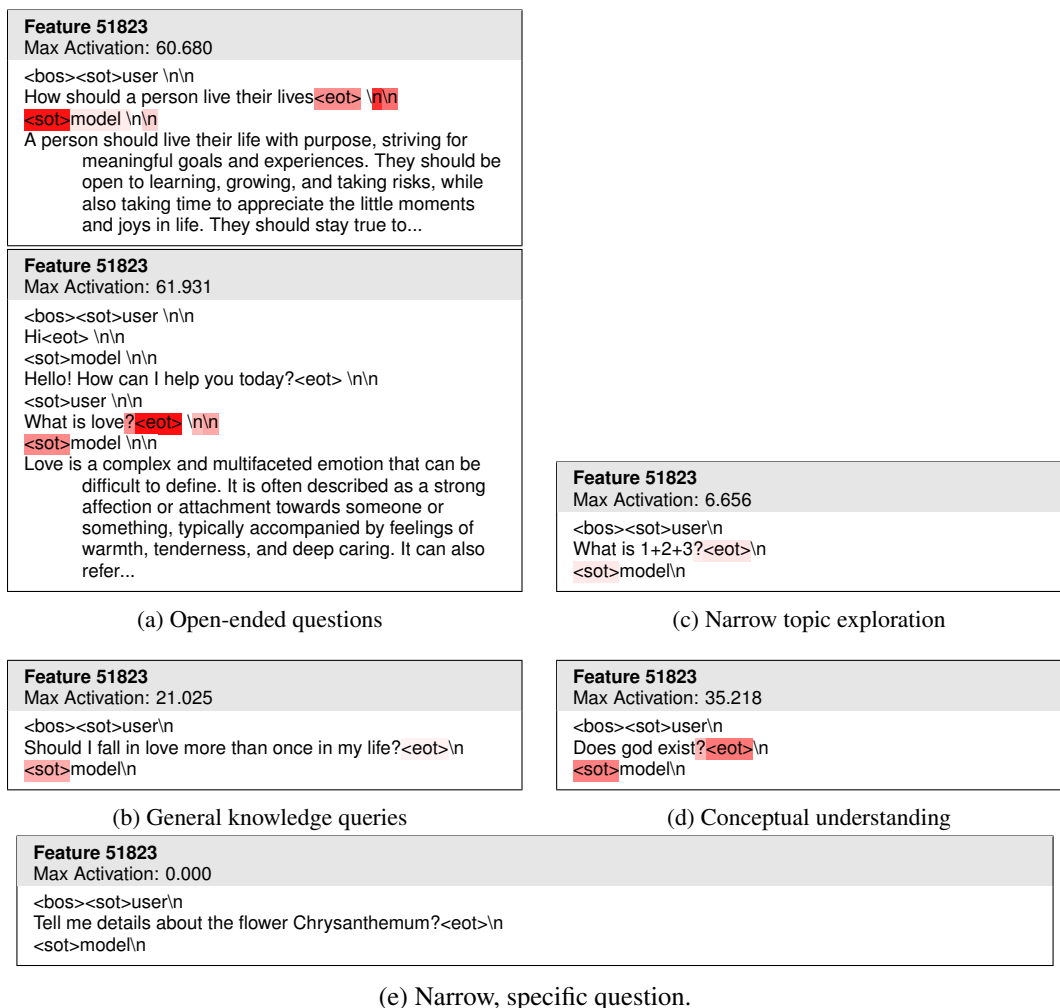 Feature 51823
Max Activation: 60.680
<bos><sot>user \n\n
How should a person live their lives<eot> \n\n
<sot>model \n\n
A person should live their life with purpose, striving for
meaningful goals and experiences. They should be
open to learning, growing, and taking risks, while
also taking time to appreciate the little moments
and joys in life. They should stay true to...
Feature 51823
Max Activation: 61.931
<bos><sot>user \n\n
Hi<eot> \n\n
<sot>model \n\n
Hello! How can I help you today?<eot> \n\n
<sot>user \n\n
What is love?<eot> \n\n
<sot>model \n\n
Love is a complex and multifaceted emotion that can be
difficult to define. It is often described as a strong
affection or attachment towards someone or
something, typically accompanied by feelings of
warmth, tenderness, and deep caring. It can also
refer...
(a) Open-ended questions
Feature 51823
Max Activation: 6.656
<bos><sot>user\n
What is 1+2+3?<eot>\n
<sot>model\n
(c) Narrow topic exploration
Feature 51823
Max Activation: 21.025
<bos><sot>user\n
Should I fall in love more than once in my life?<eot>\n
<sot>model\n
(b) General knowledge queries
Feature 51823
Max Activation: 35.218
<bos><sot>user\n
Does god exist?<eot>\n
<sot>model\n
(d) Conceptual understanding
Feature 51823
Max Activation: 0.000
<bos><sot>user\n
Tell me details about the flower Chrysanthemum?<eot>\n
<sot>model\n
(e) Narrow, specific question.